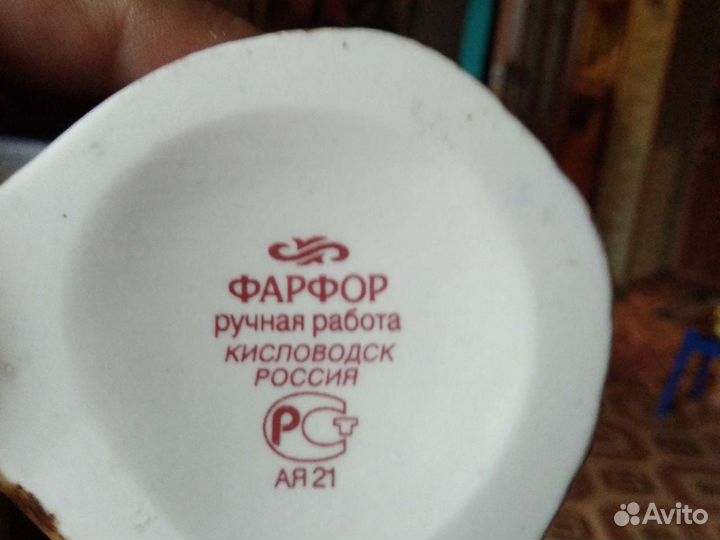 ФАРФОР
ручная работа
КИСЛОВОДСК
РОССИЯ
РСТ
АЯ 21
Avito